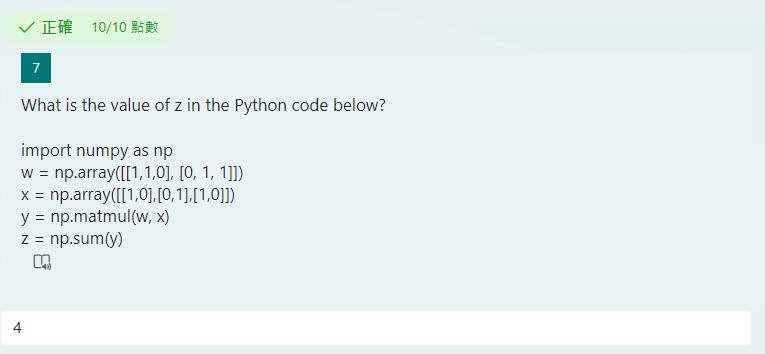 正確 10/10 點數
7
What is the value of z in the Python code below?
import numpy as np
w = np.array([[1,1,0], [0, 1, 1]])
x = np.array([[1,0],[0,1],[1,0]])
y = np.matmul(w, x)
z = np.sum(y)
4